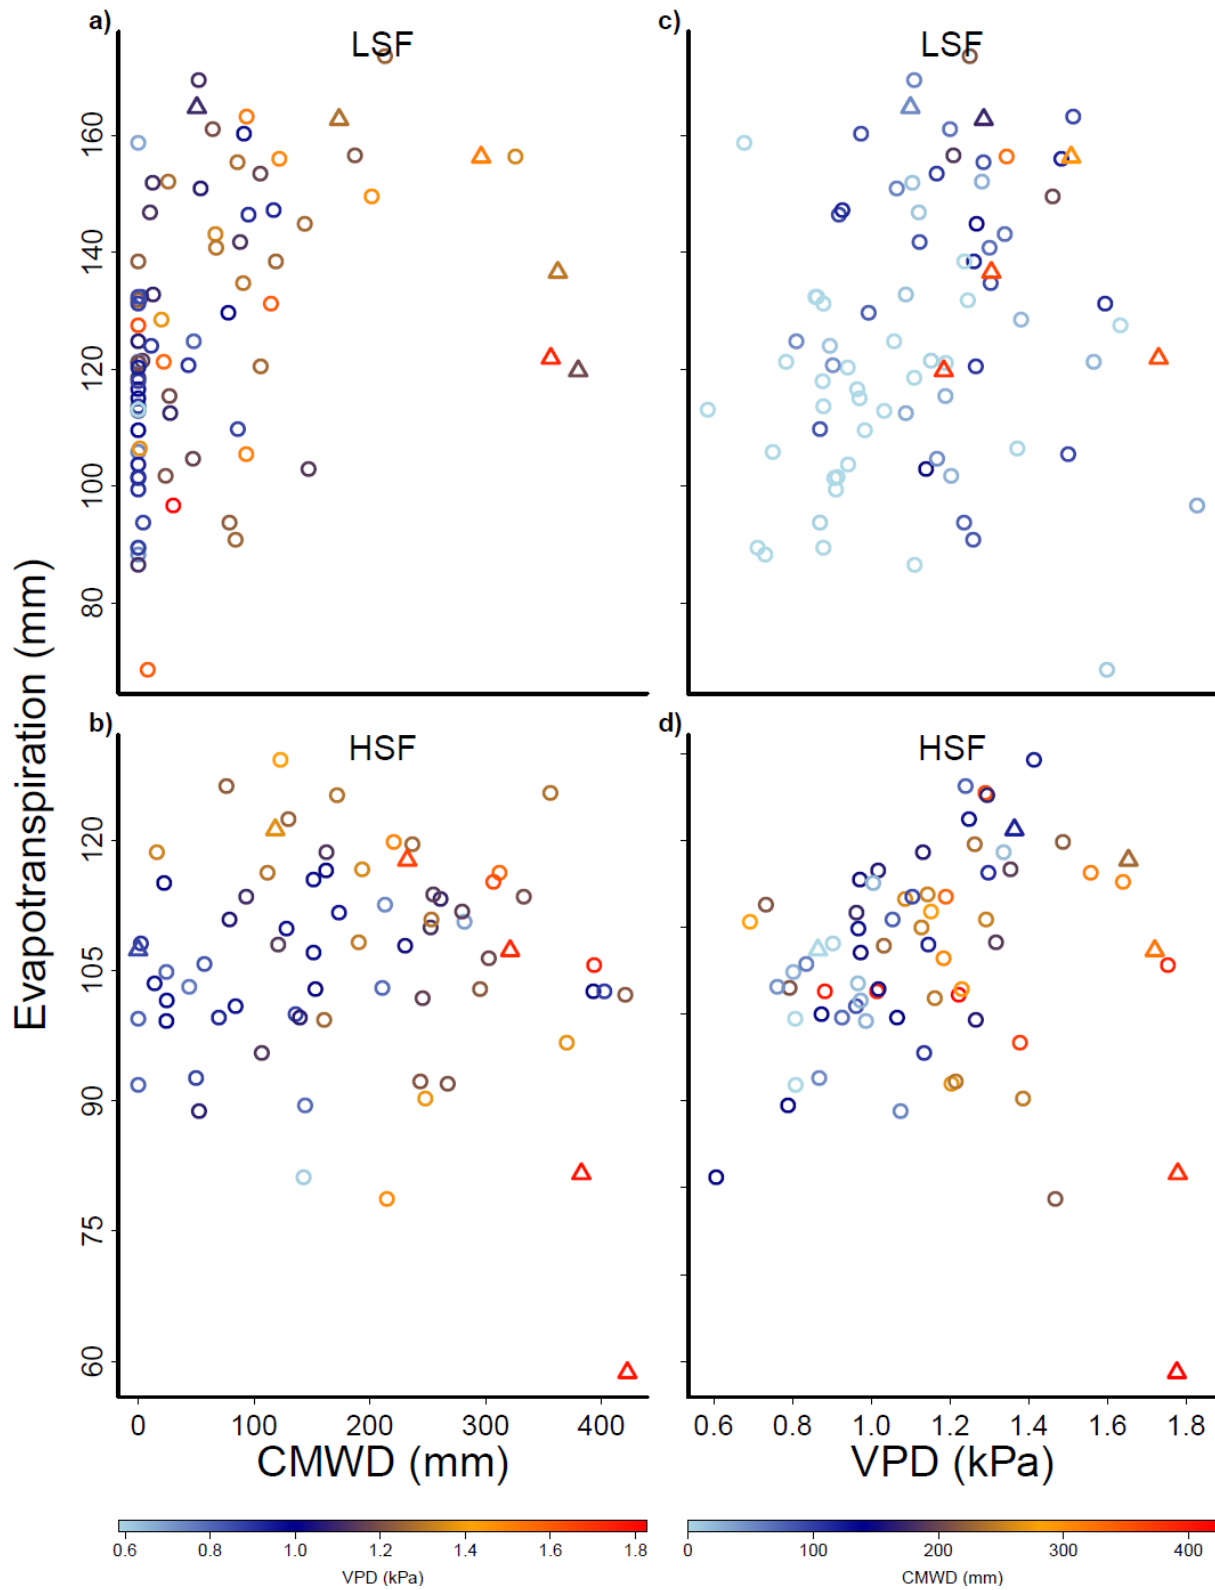 a)
LSF
c)
LSF
160
140
120
100
80
Evapotranspiration (mm)
b)
HSF
d)
HSF
120
105
90
75
60
0 100 200 300 400
0.6 0.8 1.0 1.2 1.4 1.6 1.8
CMWD (mm)
VPD (kPa)
0.6 0.8 1.0 1.2 1.4 1.6 1.8
VPD (kPa)
0 100 200 300 400
CMWD (mm)